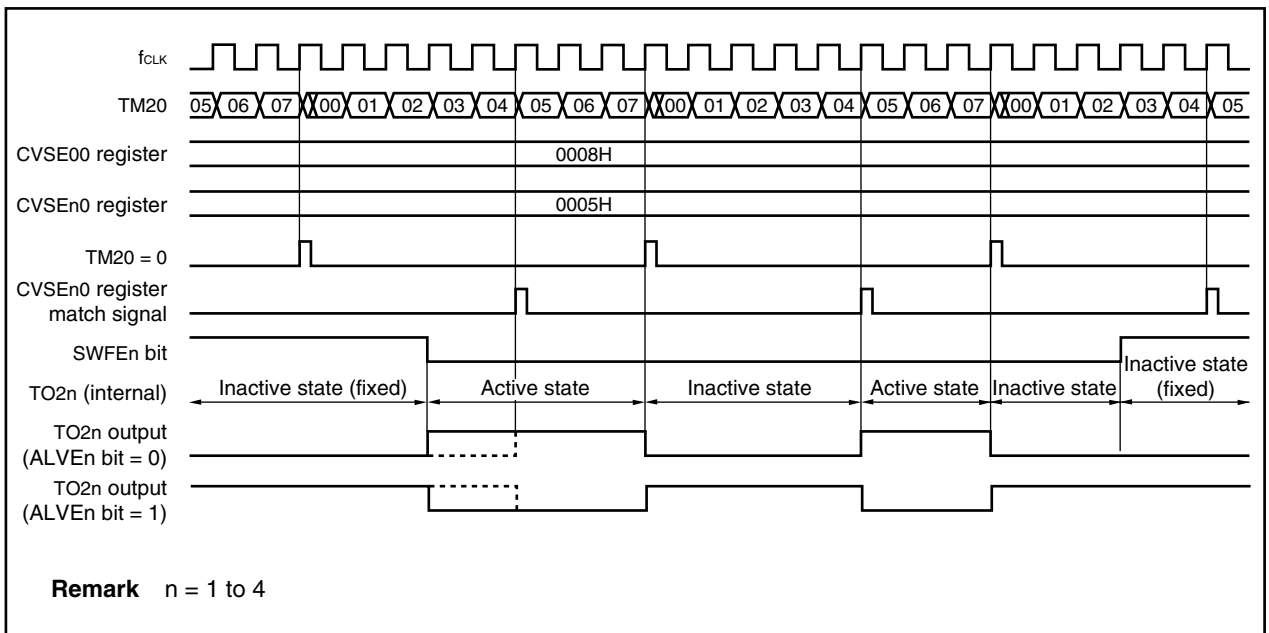 fCLK
TM20 05 06 07 00 01 02 03 04 05 06 07 00 01 02 03 04 05 06 07 00 01 02 03 04 05
CVSE00 register 0008H
CVSEn0 register 0005H
TM20 = 0
CVSEn0 register
match signal
SWFEn bit
TO2n (internal) Inactive state (fixed) Active state Inactive state Active state Inactive state Inactive state
(fixed)
TO2n output
(ALVEn bit = 0)
TO2n output
(ALVEn bit = 1)
Remark n = 1 to 4